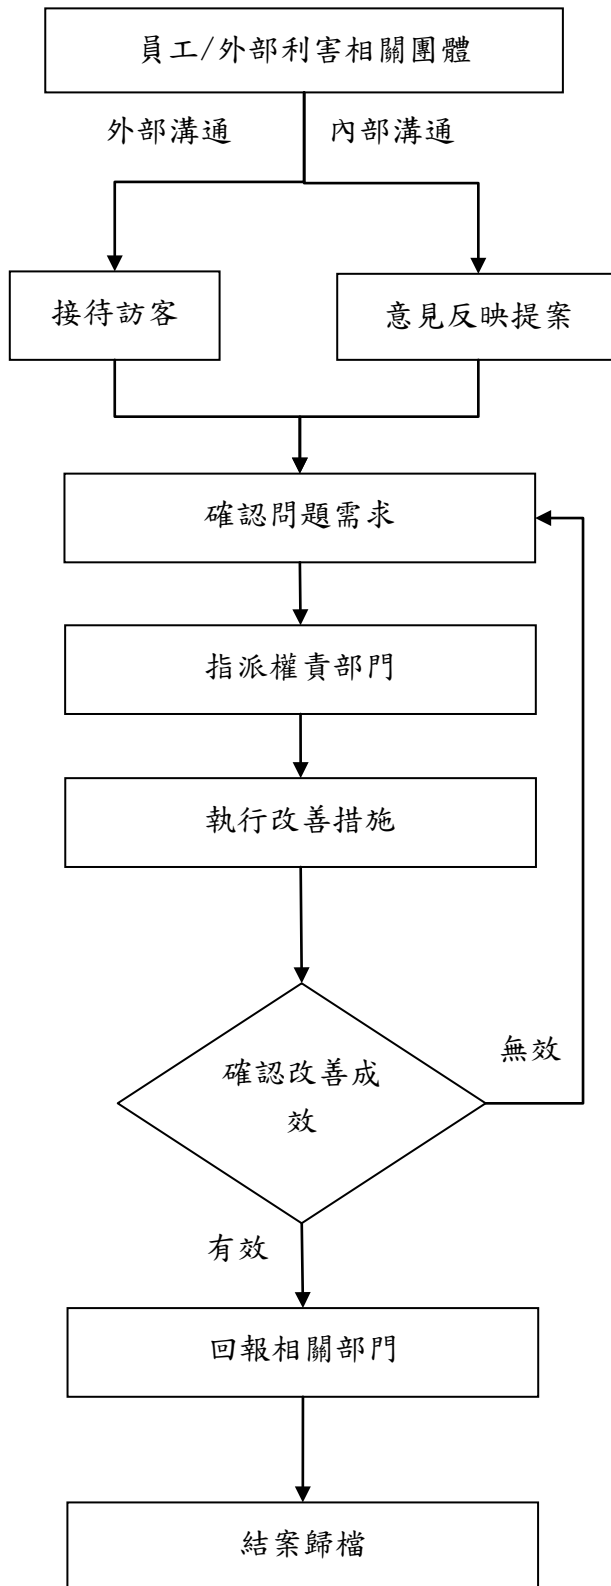 員工/外部利害相關團體
外部溝通
內部溝通
接待訪客
意見反映提案
確認問題需求
指派權責部門
執行改善措施
確認改善成
效
無效
有效
回報相關部門
結案歸檔